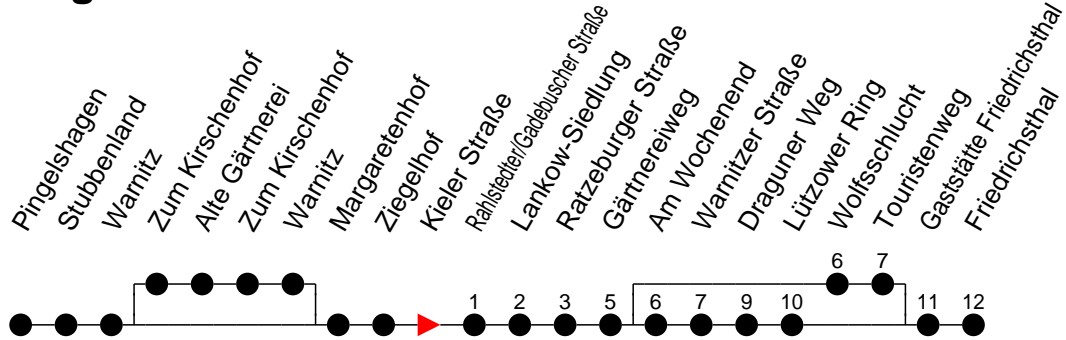 Pingelshagen
Stubbenland
Warnitz
Zum Kirschenhof
Alte Gärtnerei
Zum Kirschenhof
Warnitz
Margaretenhof
Ziegelhof
Kieler Straße
Rahlstedter/Gadebuscher Straße
Lankow-Siedlung
Ratzeburger Straße
Gärtnereiweg
Am Wochenend
Warnitzer Straße
Draguner Weg
Lützower Ring
Wolfsschlucht
Touristenweg
Gaststätte Friedrichsthal
Friedrichsthal
6 7
1 2 3 5 6 7 9 10 11 12